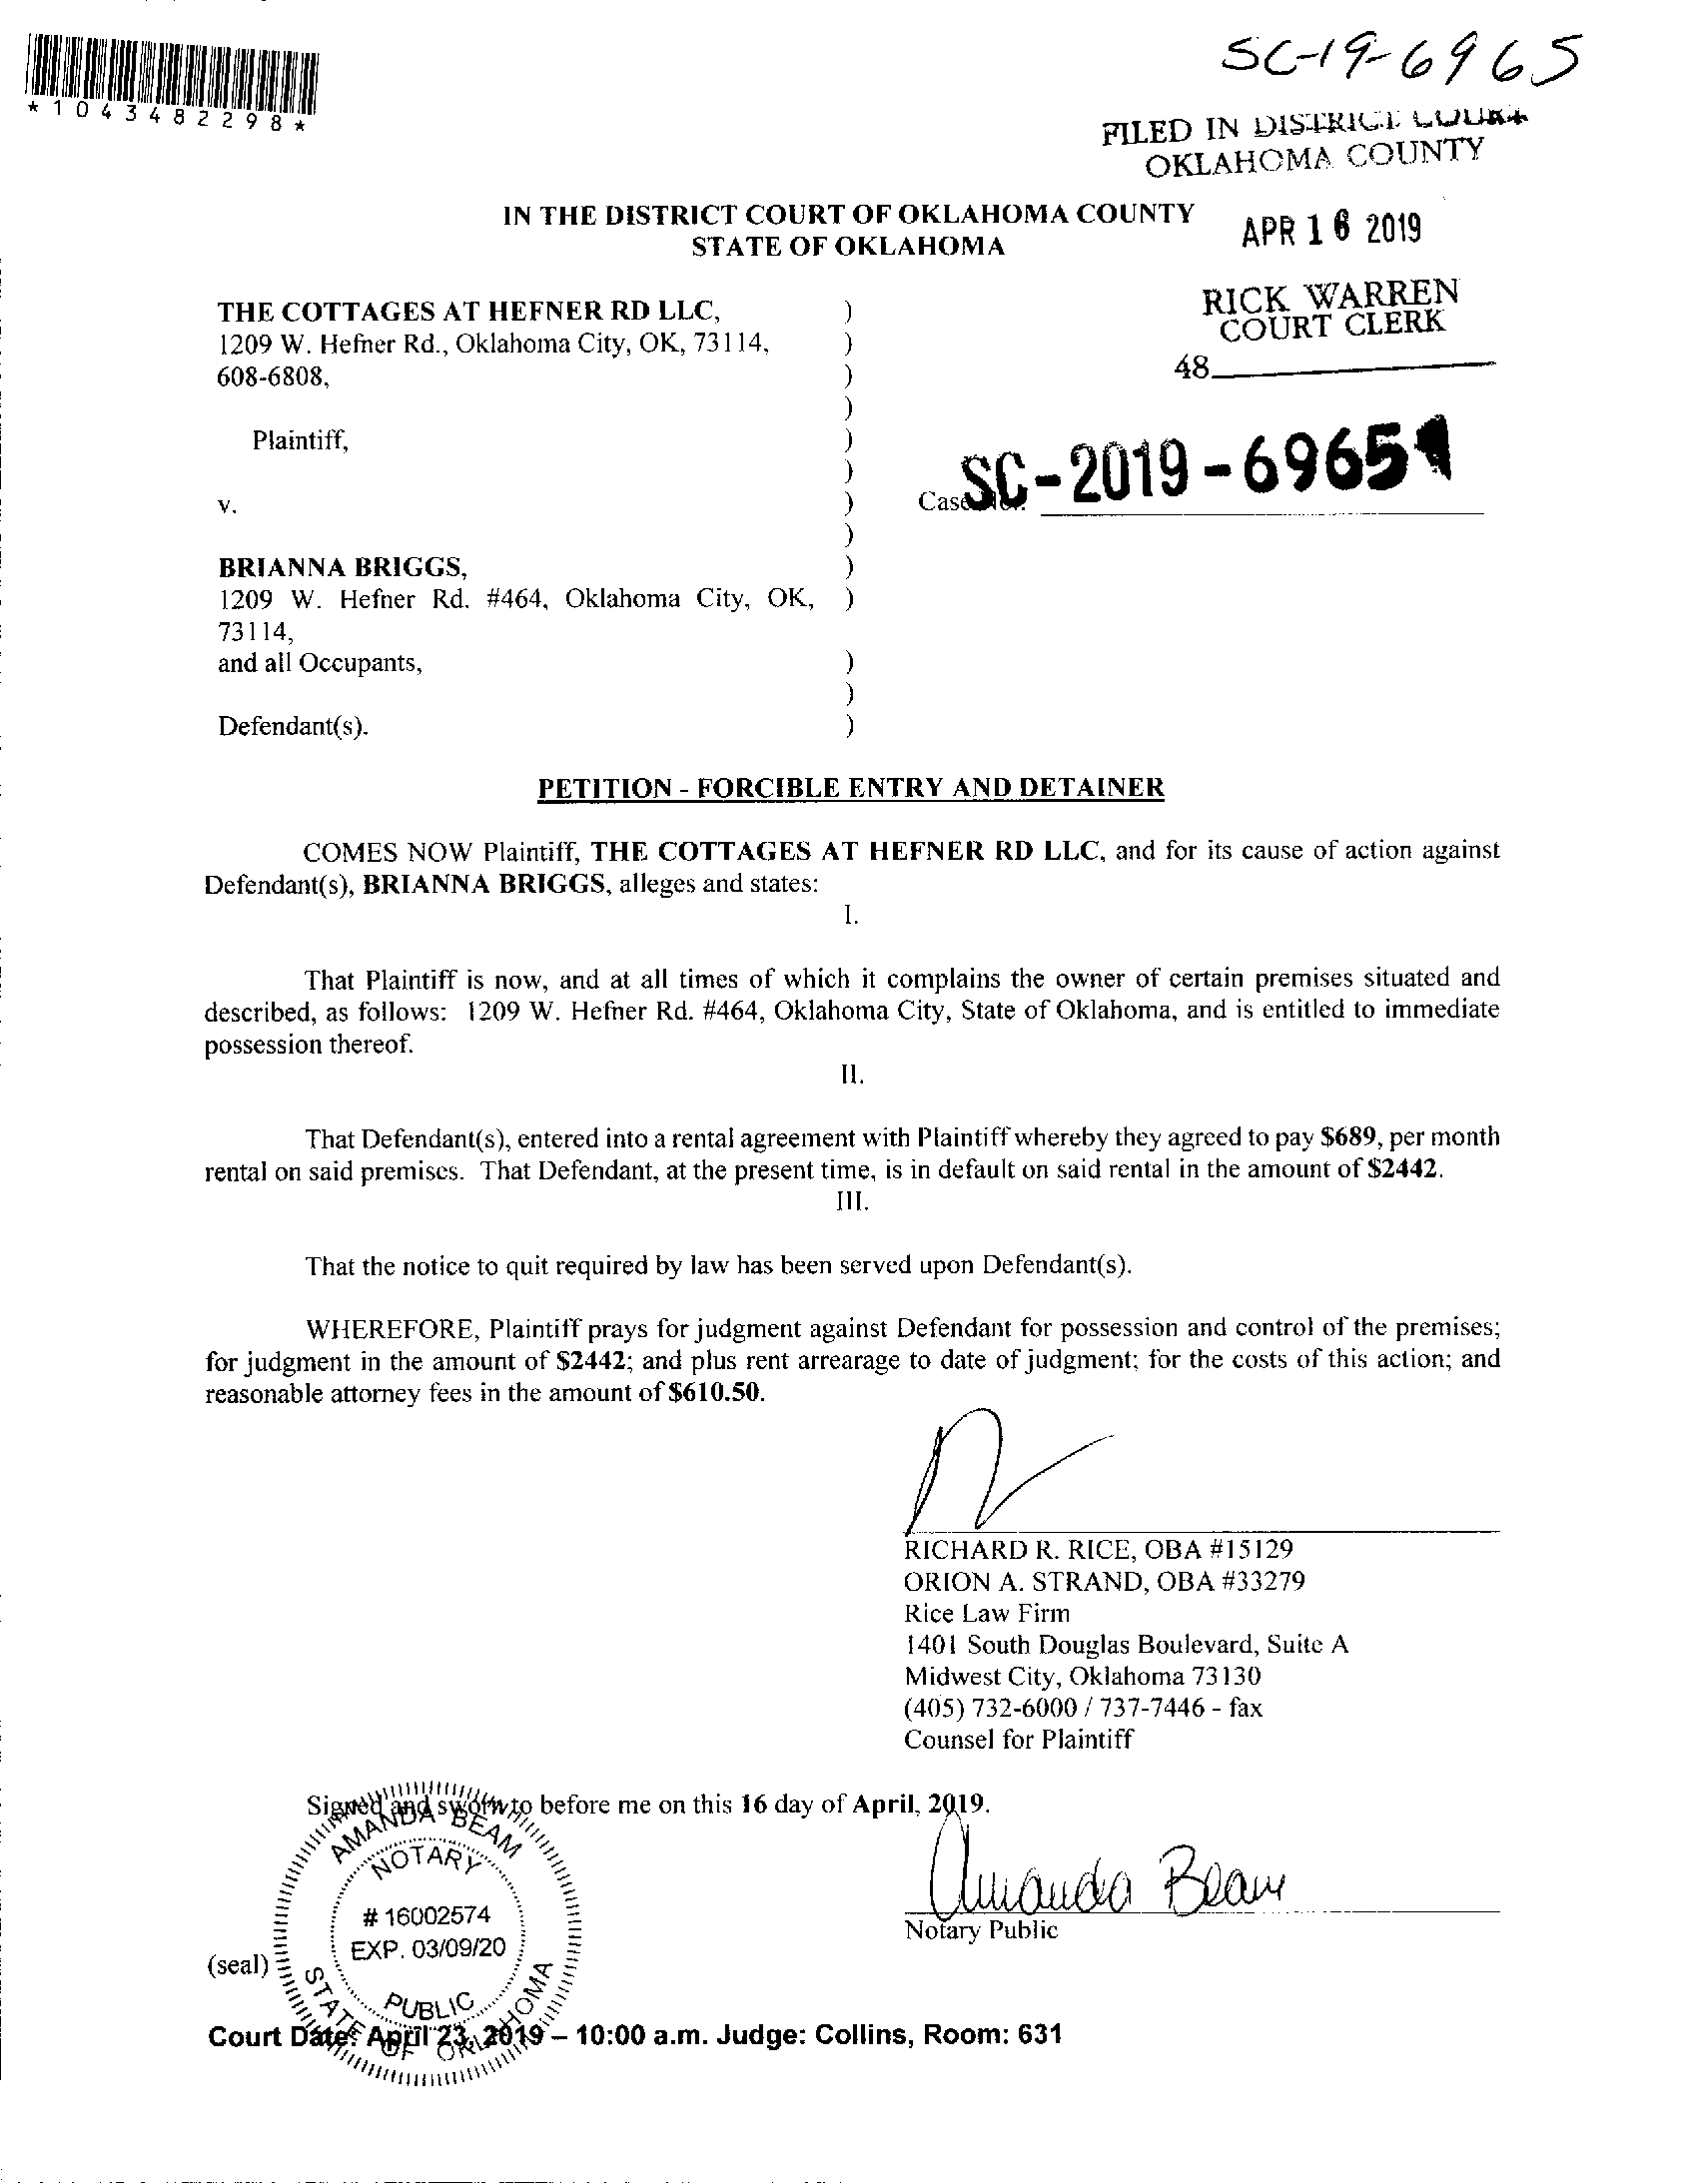 SC-19-6965
*1043482298*
FILED IN DISTRICT COURT
OKLAHOMA COUNTY
IN THE DISTRICT COURT OF OKLAHOMA COUNTY
STATE OF OKLAHOMA
APR 16 2019
RICK WARREN
COURT CLERK
48
THE COTTAGES AT HEFNER RD LLC, )
1209 W. Hefner Rd., Oklahoma City, OK, 73114, )
608-6808, )
)
Plaintiff, )
)
v. ) Case No. SC-2019-6965
)
BRIANNA BRIGGS, )
1209 W. Hefner Rd. #464, Oklahoma City, OK, )
73114,
and all Occupants, )
)
Defendant(s). )
PETITION - FORCIBLE ENTRY AND DETAINER
COMES NOW Plaintiff, THE COTTAGES AT HEFNER RD LLC, and for its cause of action against
Defendant(s), BRIANNA BRIGGS, alleges and states:
I.
That Plaintiff is now, and at all times of which it complains the owner of certain premises situated and
described, as follows: 1209 W. Hefner Rd. #464, Oklahoma City, State of Oklahoma, and is entitled to immediate
possession thereof.
II.
That Defendant(s), entered into a rental agreement with Plaintiff whereby they agreed to pay $689, per month
rental on said premises. That Defendant, at the present time, is in default on said rental in the amount of $2442.
III.
That the notice to quit required by law has been served upon Defendant(s).
WHEREFORE, Plaintiff prays for judgment against Defendant for possession and control of the premises;
for judgment in the amount of $2442; and plus rent arrearage to date of judgment; for the costs of this action; and
reasonable attorney fees in the amount of $610.50.
RICHARD R. RICE, OBA #15129
ORION A. STRAND, OBA #33279
Rice Law Firm
1401 South Douglas Boulevard, Suite A
Midwest City, Oklahoma 73130
(405) 732-6000 / 737-7446 - fax
Counsel for Plaintiff
Signed and sworn to before me on this 16 day of April, 2019.
Amanda Beam
Notary Public
AMANDA BEAM
NOTARY
# 16002574
EXP. 03/09/20
PUBLIC
STATE OF OKLAHOMA
(seal)
Court Date: April 23, 2019 – 10:00 a.m. Judge: Collins, Room: 631